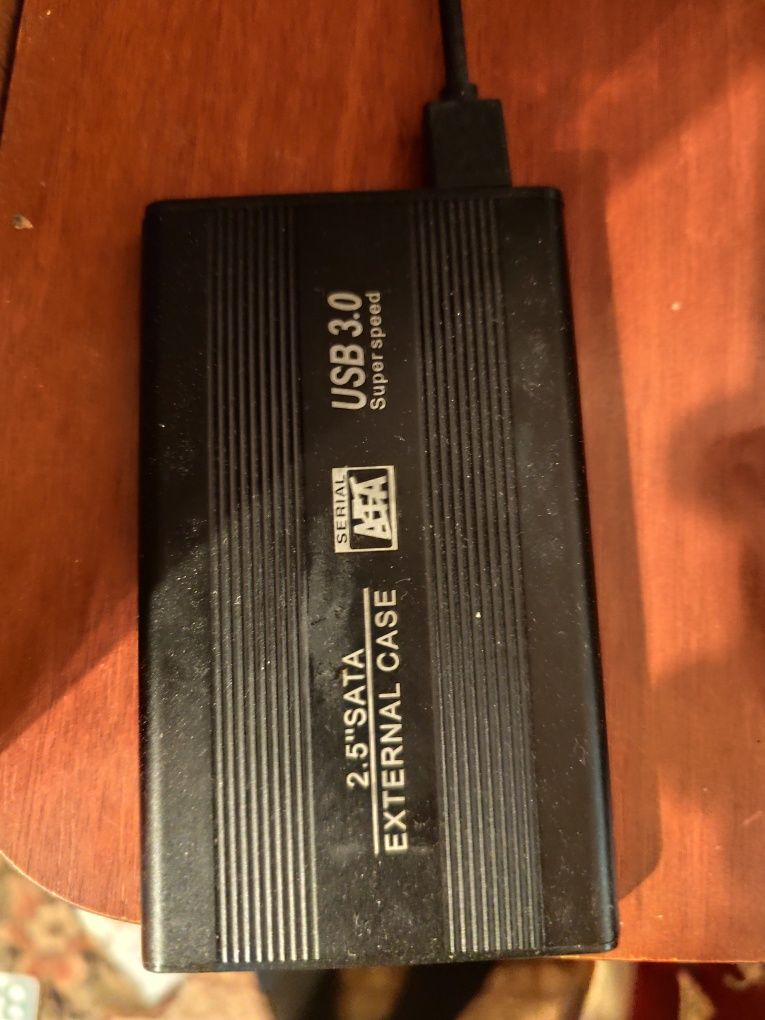 2.5"SATA
EXTERNAL CASE
SERIAL
ATA
USB 3.0
Super speed